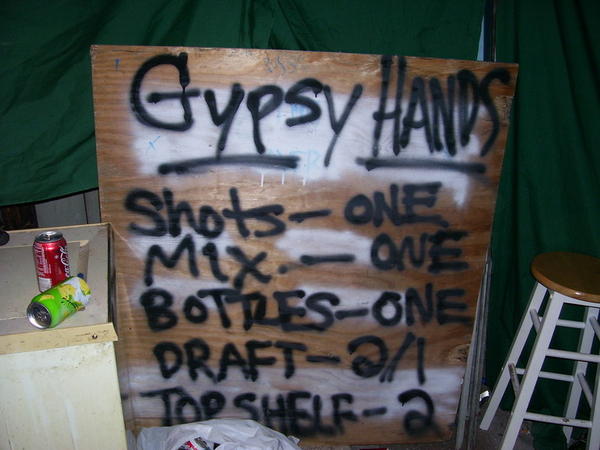 Gypsy HANDS
Shots - ONE
Mix. - ONE
BOTTLES - ONE
DRAFT - 2/1
TOP SHELF - 2